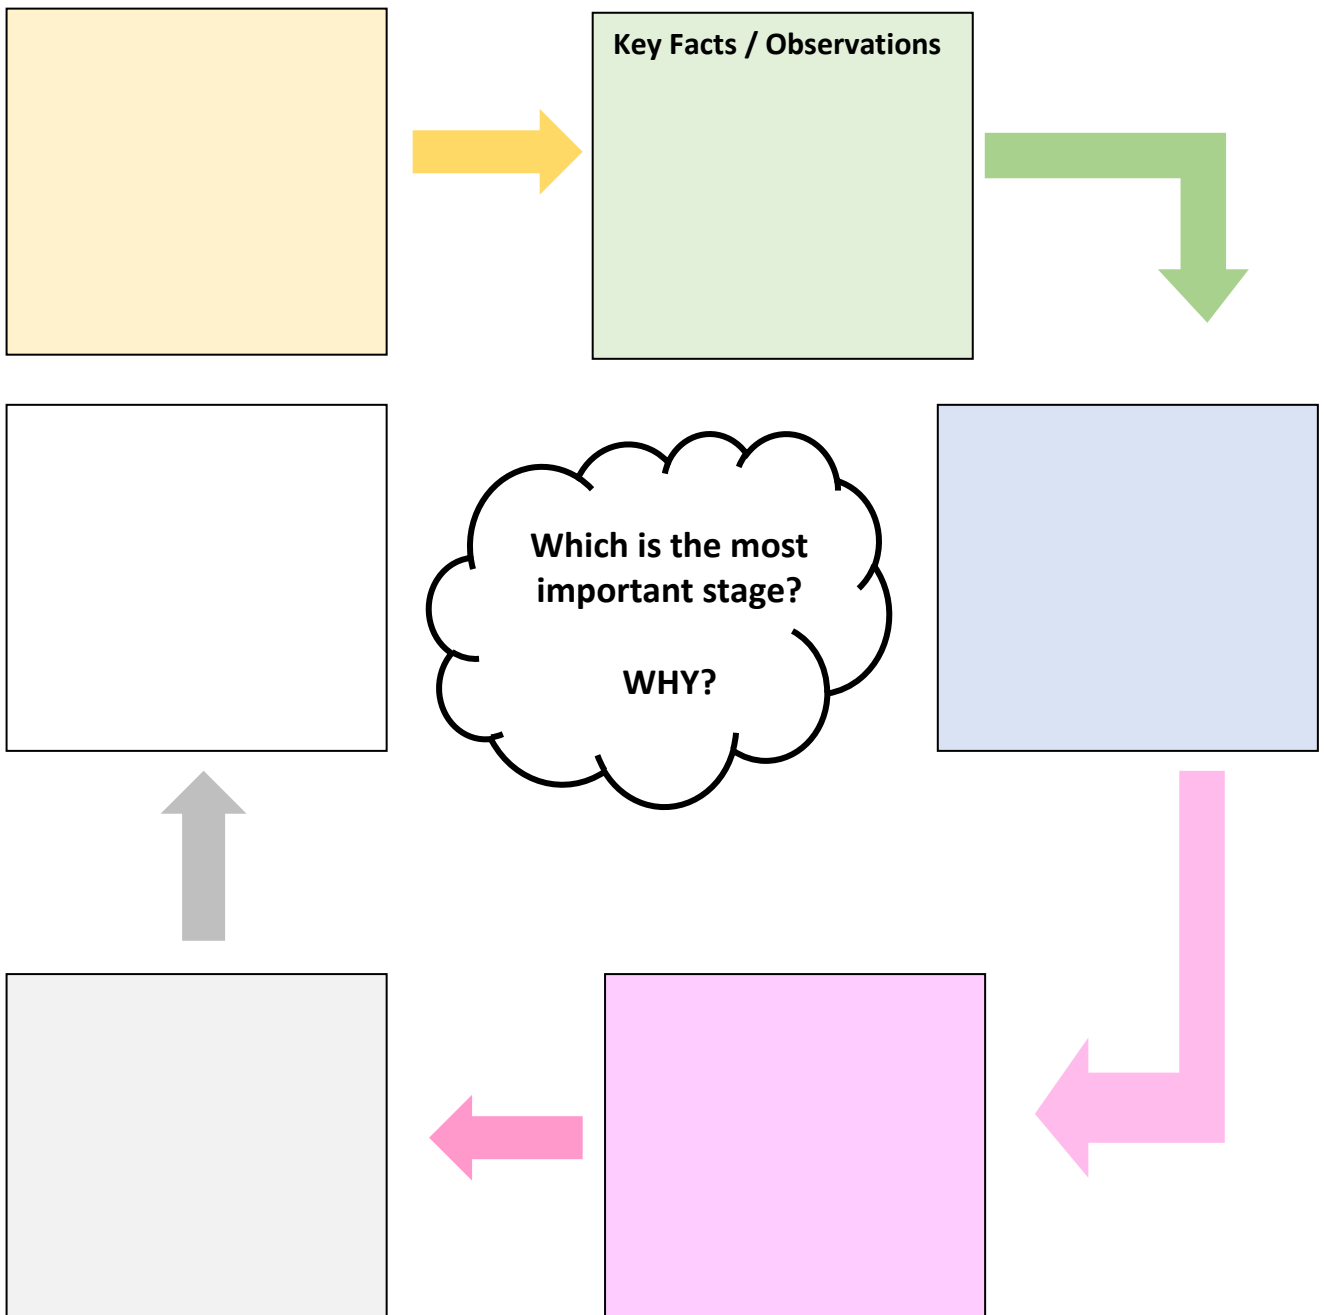 Key Facts / Observations
Which is the most
important stage?
WHY?